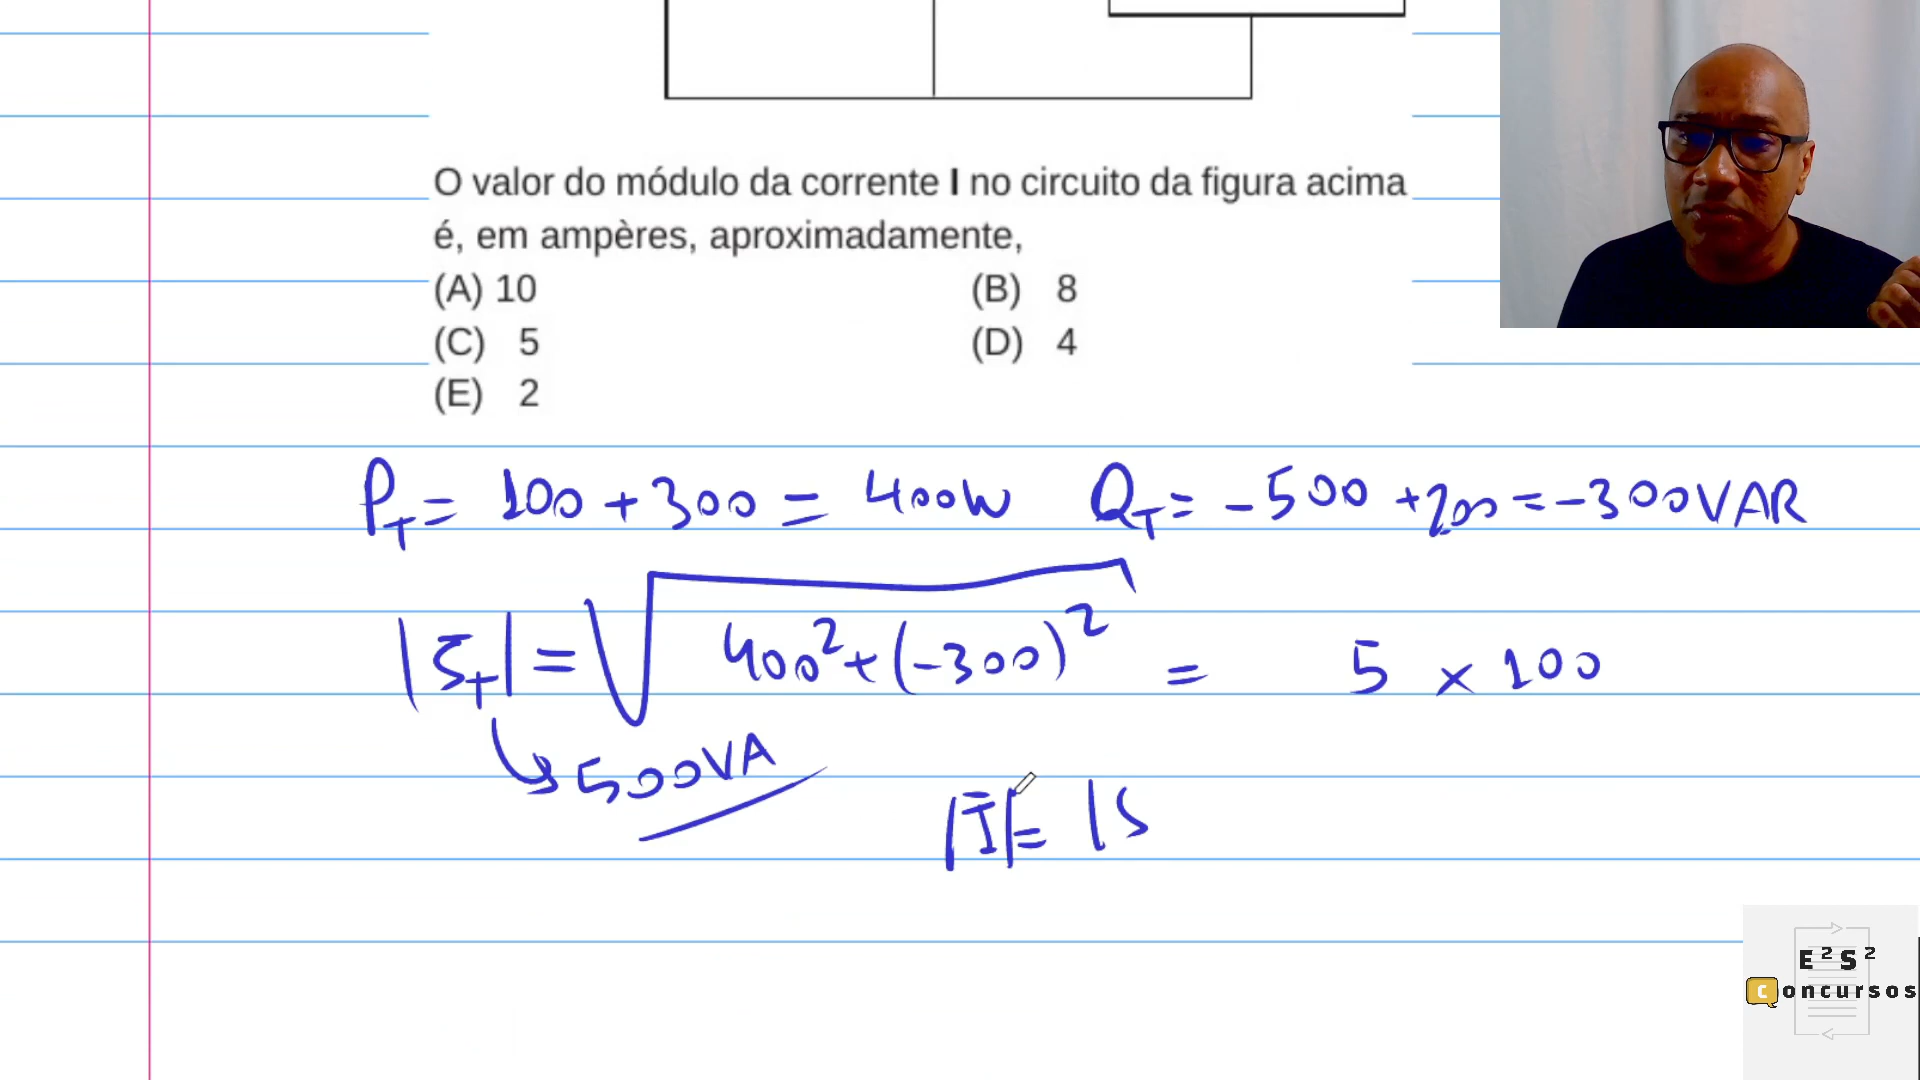 O valor do módulo da corrente I no circuito da figura acima
é, em ampères, aproximadamente,
(A) 10
(B) 8
(C) 5
(D) 4
(E) 2
P_T = 100 + 300 = 400W Q_T = -500 +200 = -300VAR
|S_T| = √400² + (-300)² = 5 × 100
↳ 500VA
|Ī| = |S
E²S²
concursos